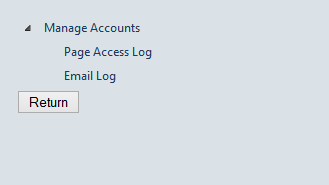 Manage Accounts
Page Access Log
Email Log
Return